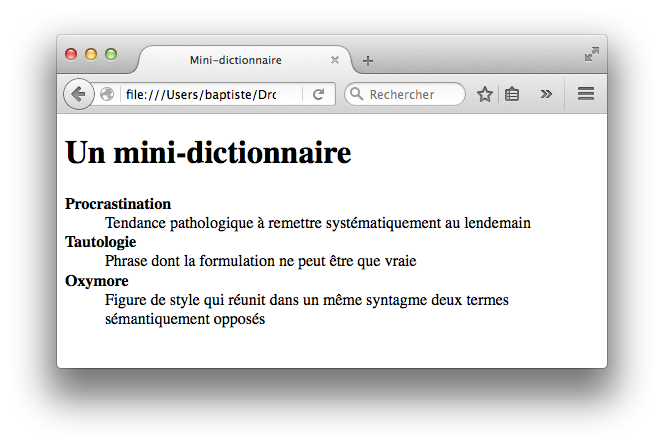 Mini-dictionnaire
file:///Users/baptiste/Drc
Rechercher
Un mini-dictionnaire
Procrastination
Tendance pathologique à remettre systématiquement au lendemain
Tautologie
Phrase dont la formulation ne peut être que vraie
Oxymore
Figure de style qui réunit dans un même syntagme deux termes
sémantiquement opposés